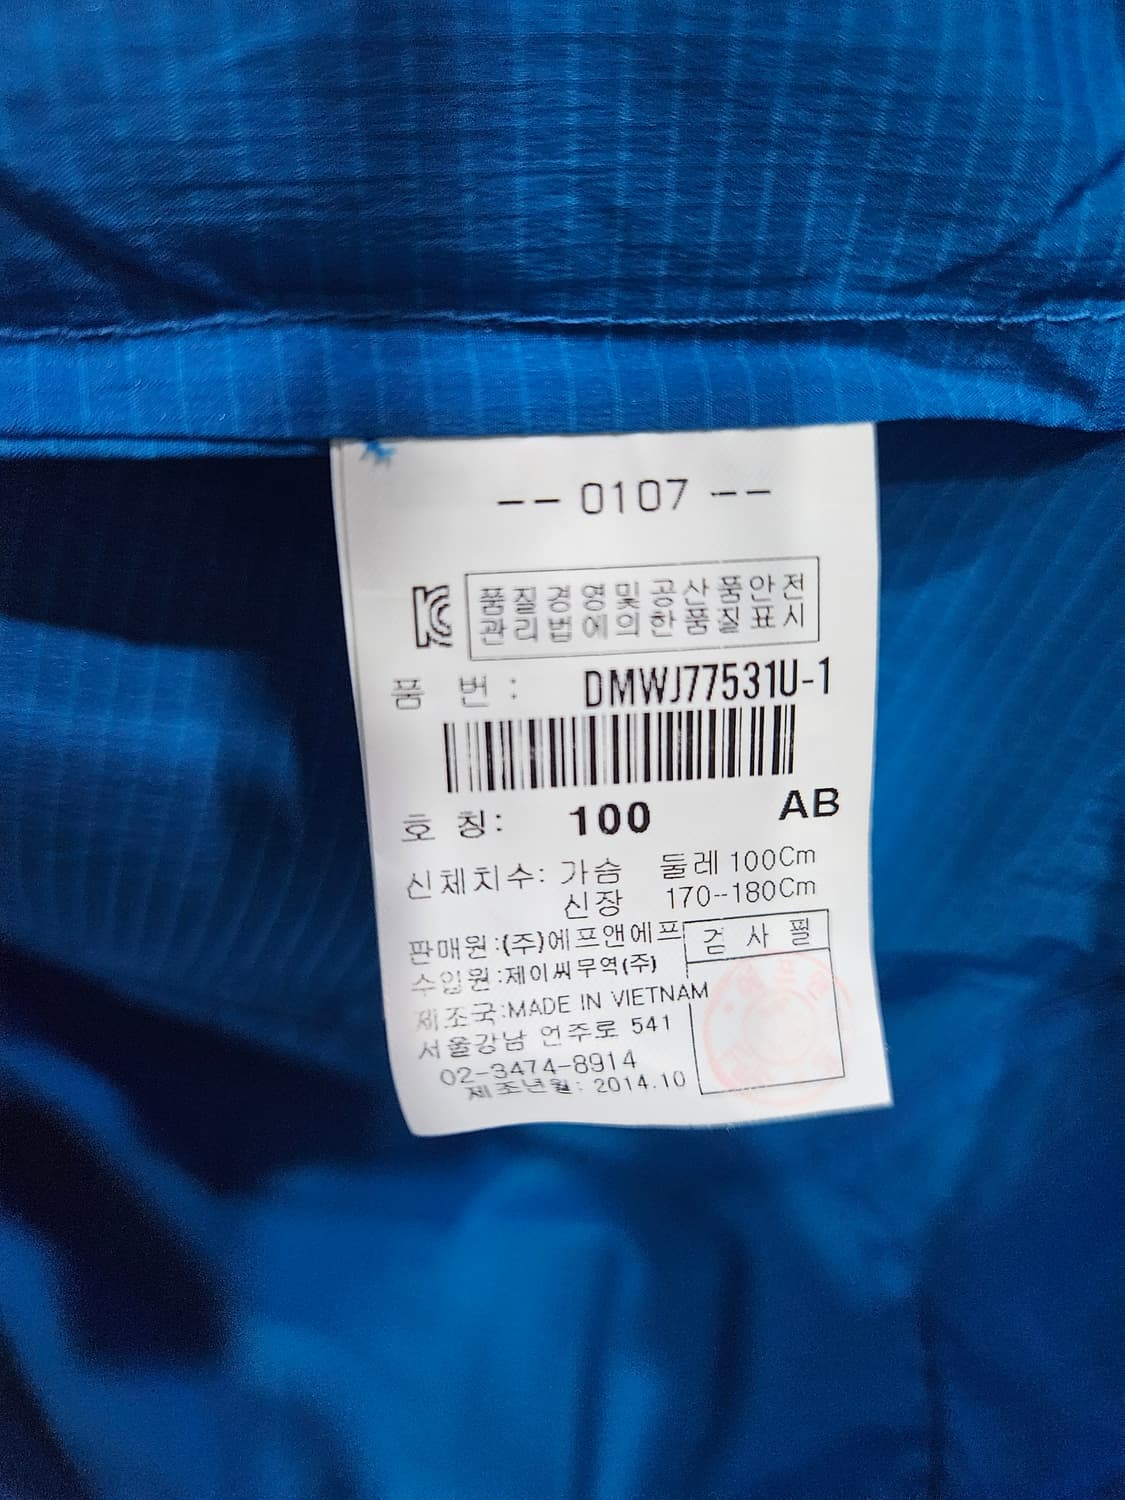 -- 0107 --
품질경영및공산품안전
관리법에의한품질표시
품 번 : DMWJ77531U-1
호 칭: 100 AB
신체치수: 가슴 둘레 100Cm
신장 170--180Cm
판매원:(주)에프앤에프
수입원:제이씨무역(주)
제조국:MADE IN VIETNAM
서울강남 언주로 541
02-3474-8914
제조년월: 2014.10
검 사 필